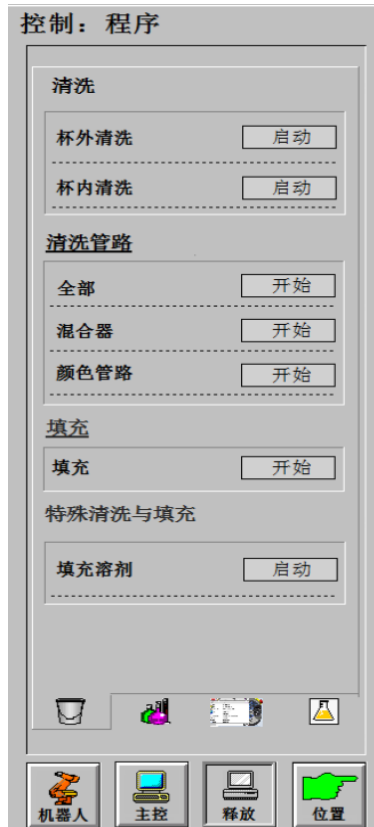 控制：程序
清洗
杯外清洗 启动
杯内清洗 启动
清洗管路
全部 开始
混合器 开始
颜色管路 开始
填充
填充 开始
特殊清洗与填充
填充溶剂 启动
机器人 主控 释放 位置